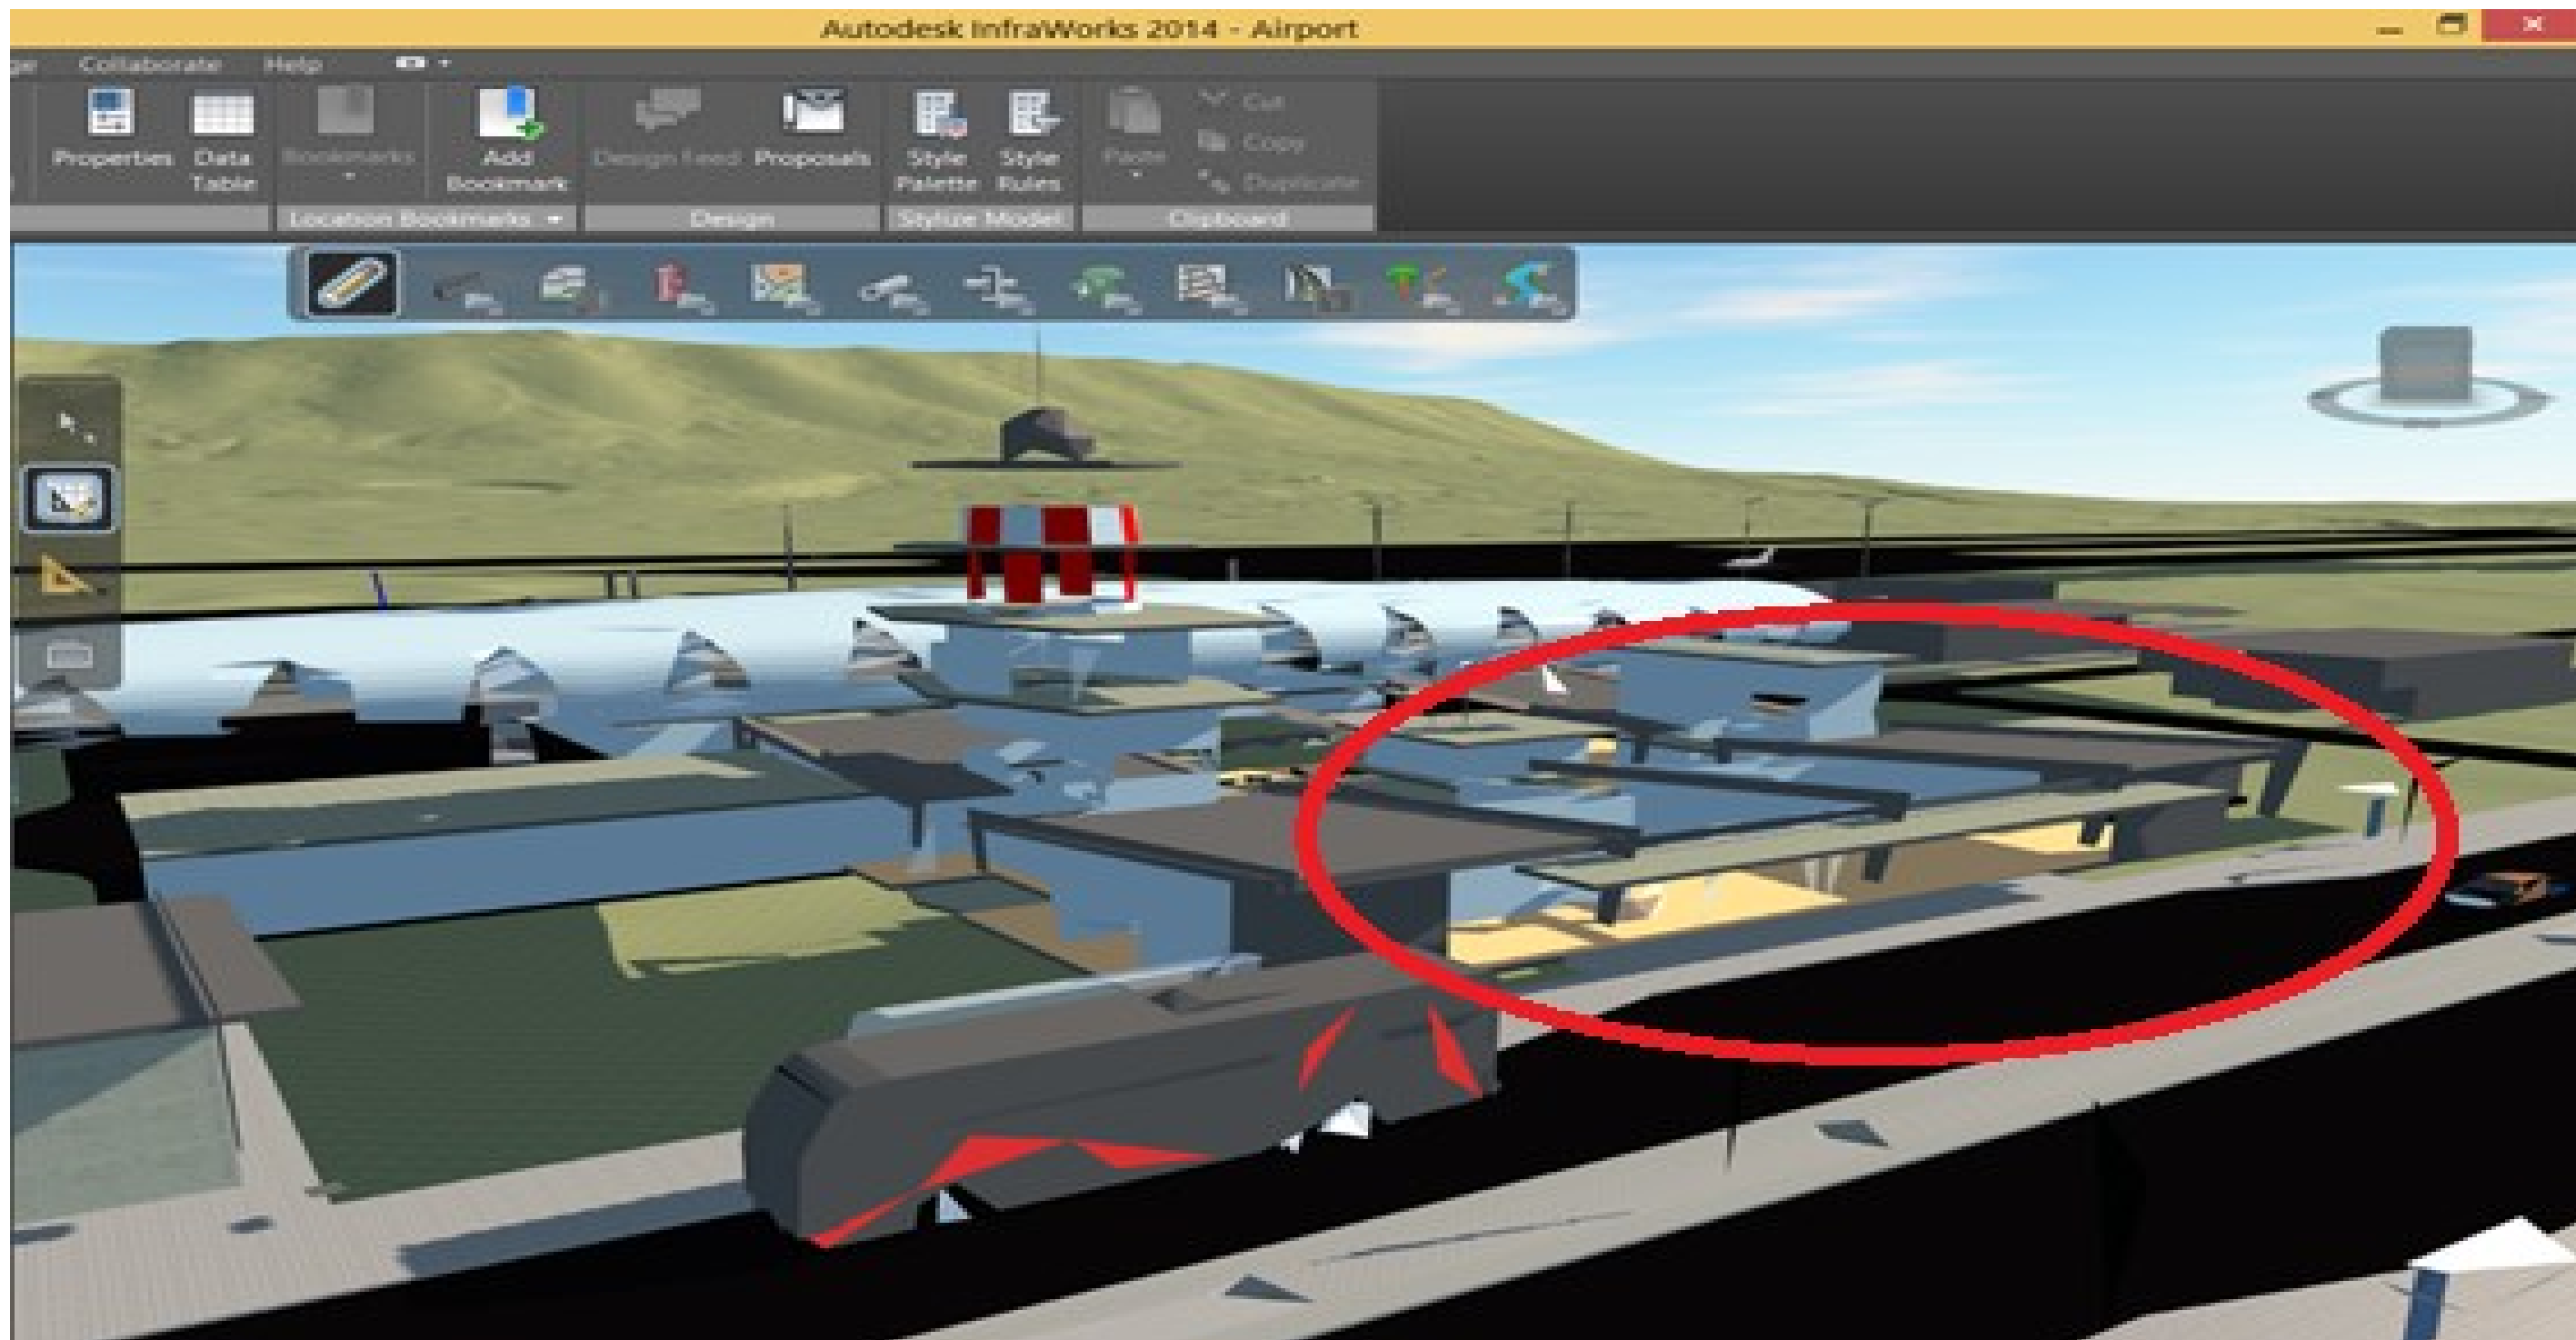 Autodesk InfraWorks 2014 - Airport
ge Collaborate Help
Properties
Data
Table
Bookmarks
Add
Bookmark
Design Feed
Proposals
Style
Palette
Style
Rules
Paste
Cut
Copy
Duplicate
Location Bookmarks
Design
Stylize Model
Clipboard